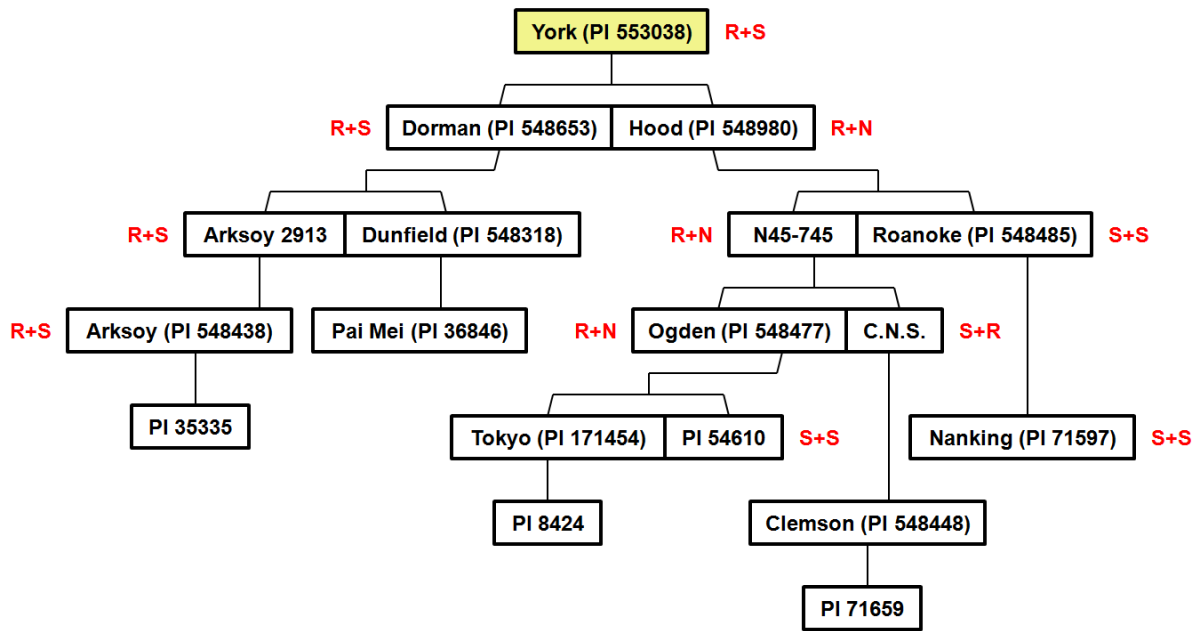 York (PI 553038) R+S
R+S Dorman (PI 548653) Hood (PI 548980) R+N
R+S Arksoy 2913 Dunfield (PI 548318) R+N N45-745 Roanoke (PI 548485) S+S
R+S Arksoy (PI 548438) Pai Mei (PI 36846) R+N Ogden (PI 548477) C.N.S. S+R
PI 35335 Tokyo (PI 171454) PI 54610 S+S Nanking (PI 71597) S+S
PI 8424 Clemson (PI 548448)
PI 71659